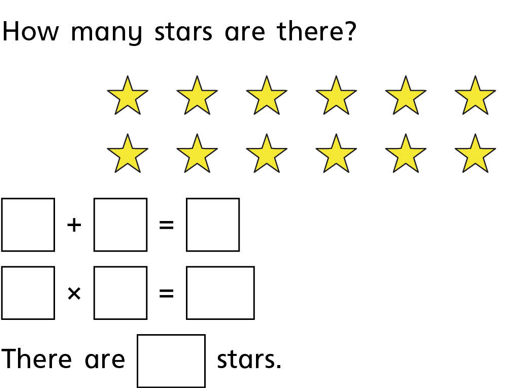 How many stars are there?
+ =
× =
There are stars.